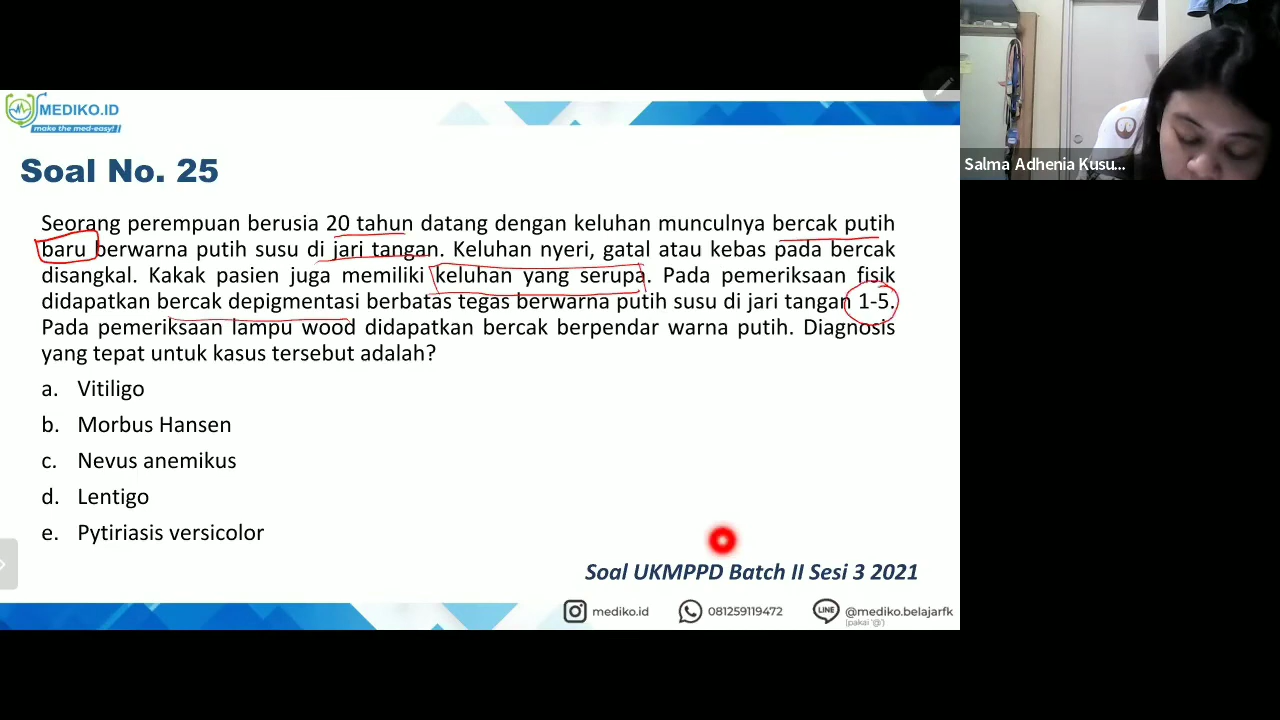 MEDIKO.ID
make the med-easy!
Soal No. 25
Seorang perempuan berusia 20 tahun datang dengan keluhan munculnya bercak putih
baru berwarna putih susu di jari tangan. Keluhan nyeri, gatal atau kebas pada bercak
disangkal. Kakak pasien juga memiliki keluhan yang serupa. Pada pemeriksaan fisik
didapatkan bercak depigmentasi berbatas tegas berwarna putih susu di jari tangan 1-5.
Pada pemeriksaan lampu wood didapatkan bercak berpendar warna putih. Diagnosis
yang tepat untuk kasus tersebut adalah?
a. Vitiligo
b. Morbus Hansen
c. Nevus anemikus
d. Lentigo
e. Pytiriasis versicolor
Soal UKMPPD Batch II Sesi 3 2021
mediko.id
081259119472
LINE
@mediko.belajarfk
(pakai '@')
Salma Adhenia Kusu...